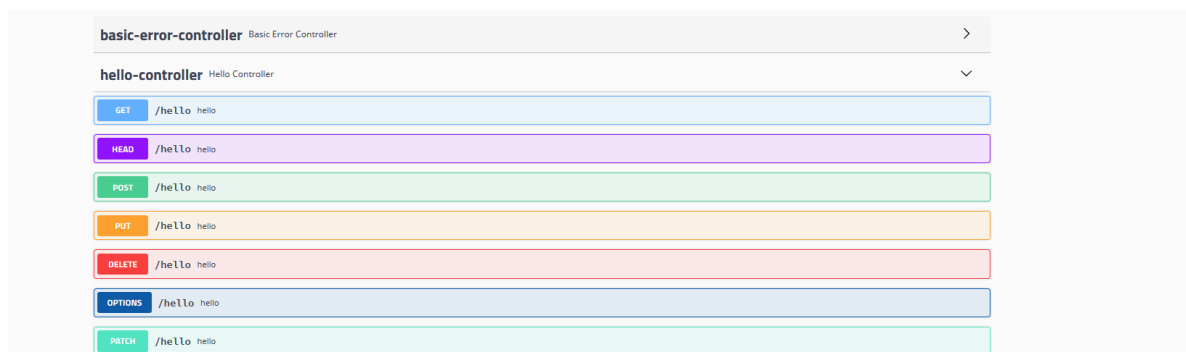 basic-error-controller Basic Error Controller
hello-controller Hello Controller
GET /hello hello
HEAD /hello hello
POST /hello hello
PUT /hello hello
DELETE /hello hello
OPTIONS /hello hello
PATCH /hello hello